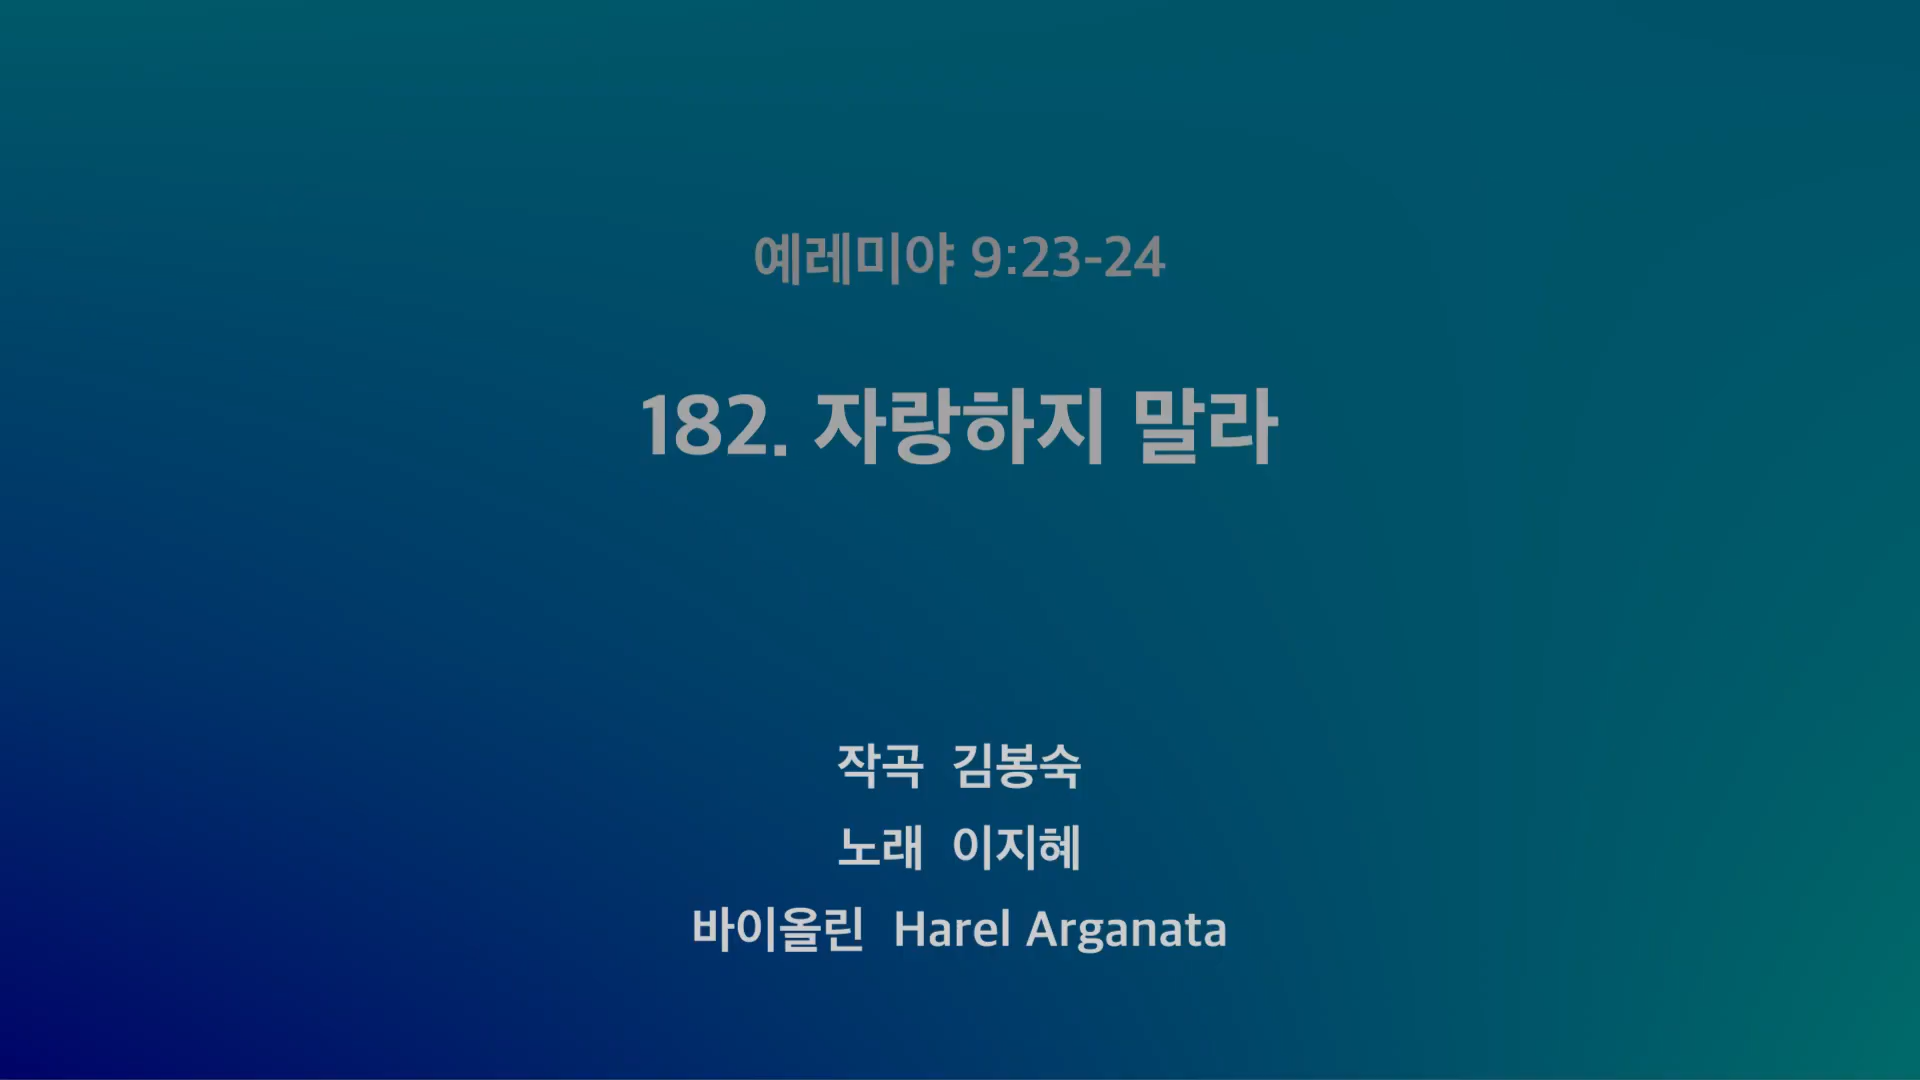 예레미야 9:23-24
182. 자랑하지 말라
작곡 김봉숙
노래 이지혜
바이올린 Harel Arganata